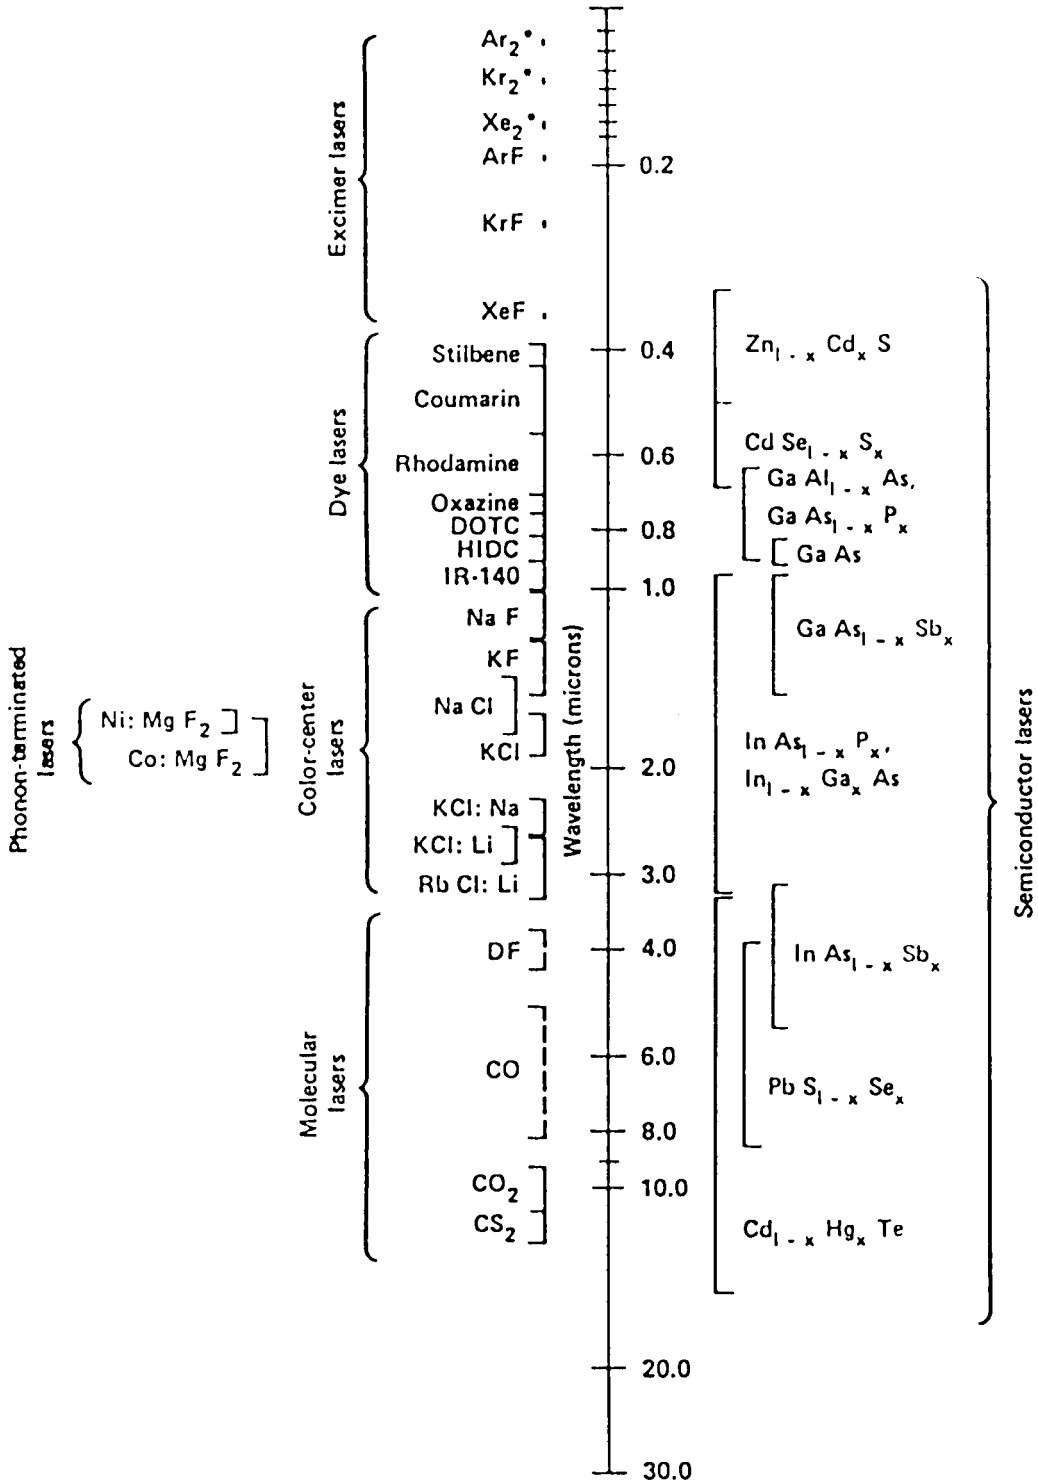 Ar₂*
Kr₂*
Xe₂*
ArF
KrF
XeF
Excimer lasers
Stilbene
Coumarin
Rhodamine
Oxazine
DOTC
HIDC
IR-140
Dye lasers
Na F
KF
Na Cl
KCl
KCl: Na
KCl: Li
Rb Cl: Li
Color-center
lasers
Ni: Mg F₂
Co: Mg F₂
Phonon-terminated
lasers
DF
CO
CO₂
CS₂
Molecular
lasers
Wavelength (microns)
0.2
0.4
0.6
0.8
1.0
2.0
3.0
4.0
6.0
8.0
10.0
20.0
30.0
Zn₁₋ₓ Cdₓ S
Cd Se₁₋ₓ Sₓ
Ga Al₁₋ₓ As,
Ga As₁₋ₓ Pₓ
Ga As
Ga As₁₋ₓ Sbₓ
In As₁₋ₓ Pₓ,
In₁₋ₓ Gaₓ As
In As₁₋ₓ Sbₓ
Pb S₁₋ₓ Seₓ
Cd₁₋ₓ Hgₓ Te
Semiconductor lasers